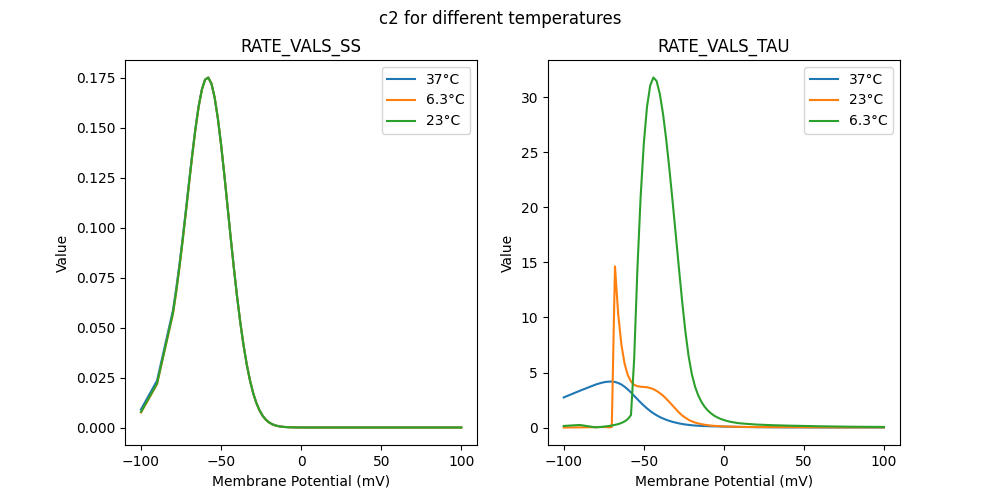 c2 for different temperatures
RATE_VALS_SS
Value
0.175
0.150
0.125
0.100
0.075
0.050
0.025
0.000
37°C
6.3°C
23°C
−100
−50
0
50
100
Membrane Potential (mV)
RATE_VALS_TAU
Value
30
25
20
15
10
5
0
37°C
23°C
6.3°C
−100
−50
0
50
100
Membrane Potential (mV)